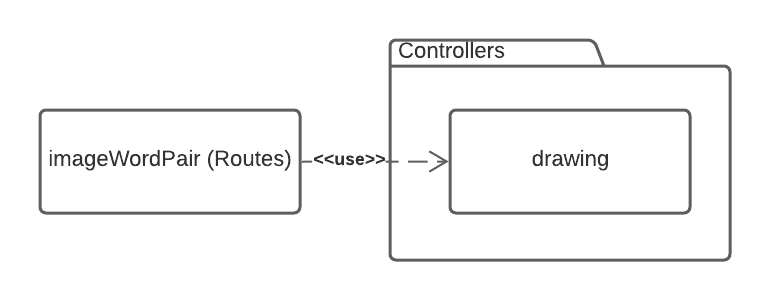 Controllers
imageWordPair (Routes)
<<use>>
drawing